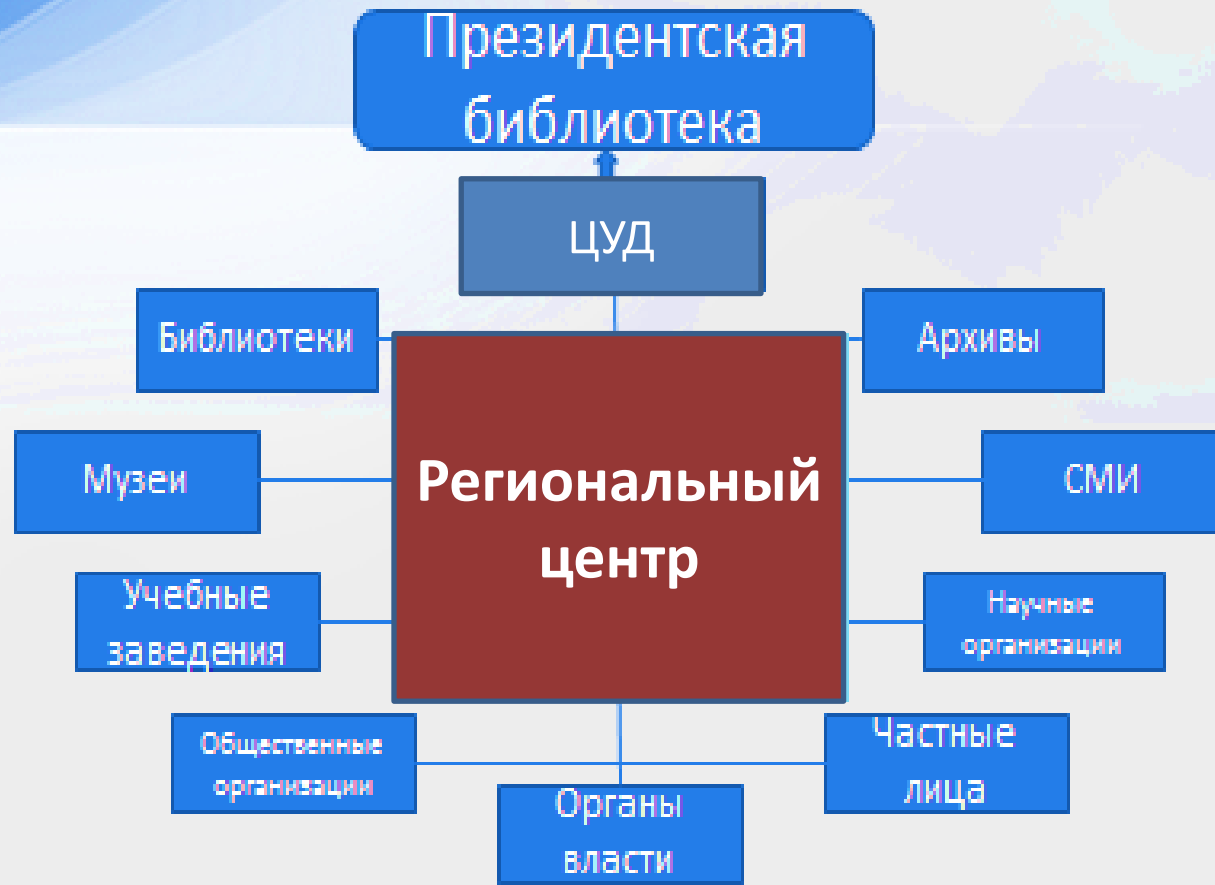 Президентская
библиотека
ЦУД
Библиотеки
Архивы
Региональный
центр
Музеи
СМИ
Учебные
заведения
Научные
организации
Общественные
организации
Частные
лица
Органы
власти